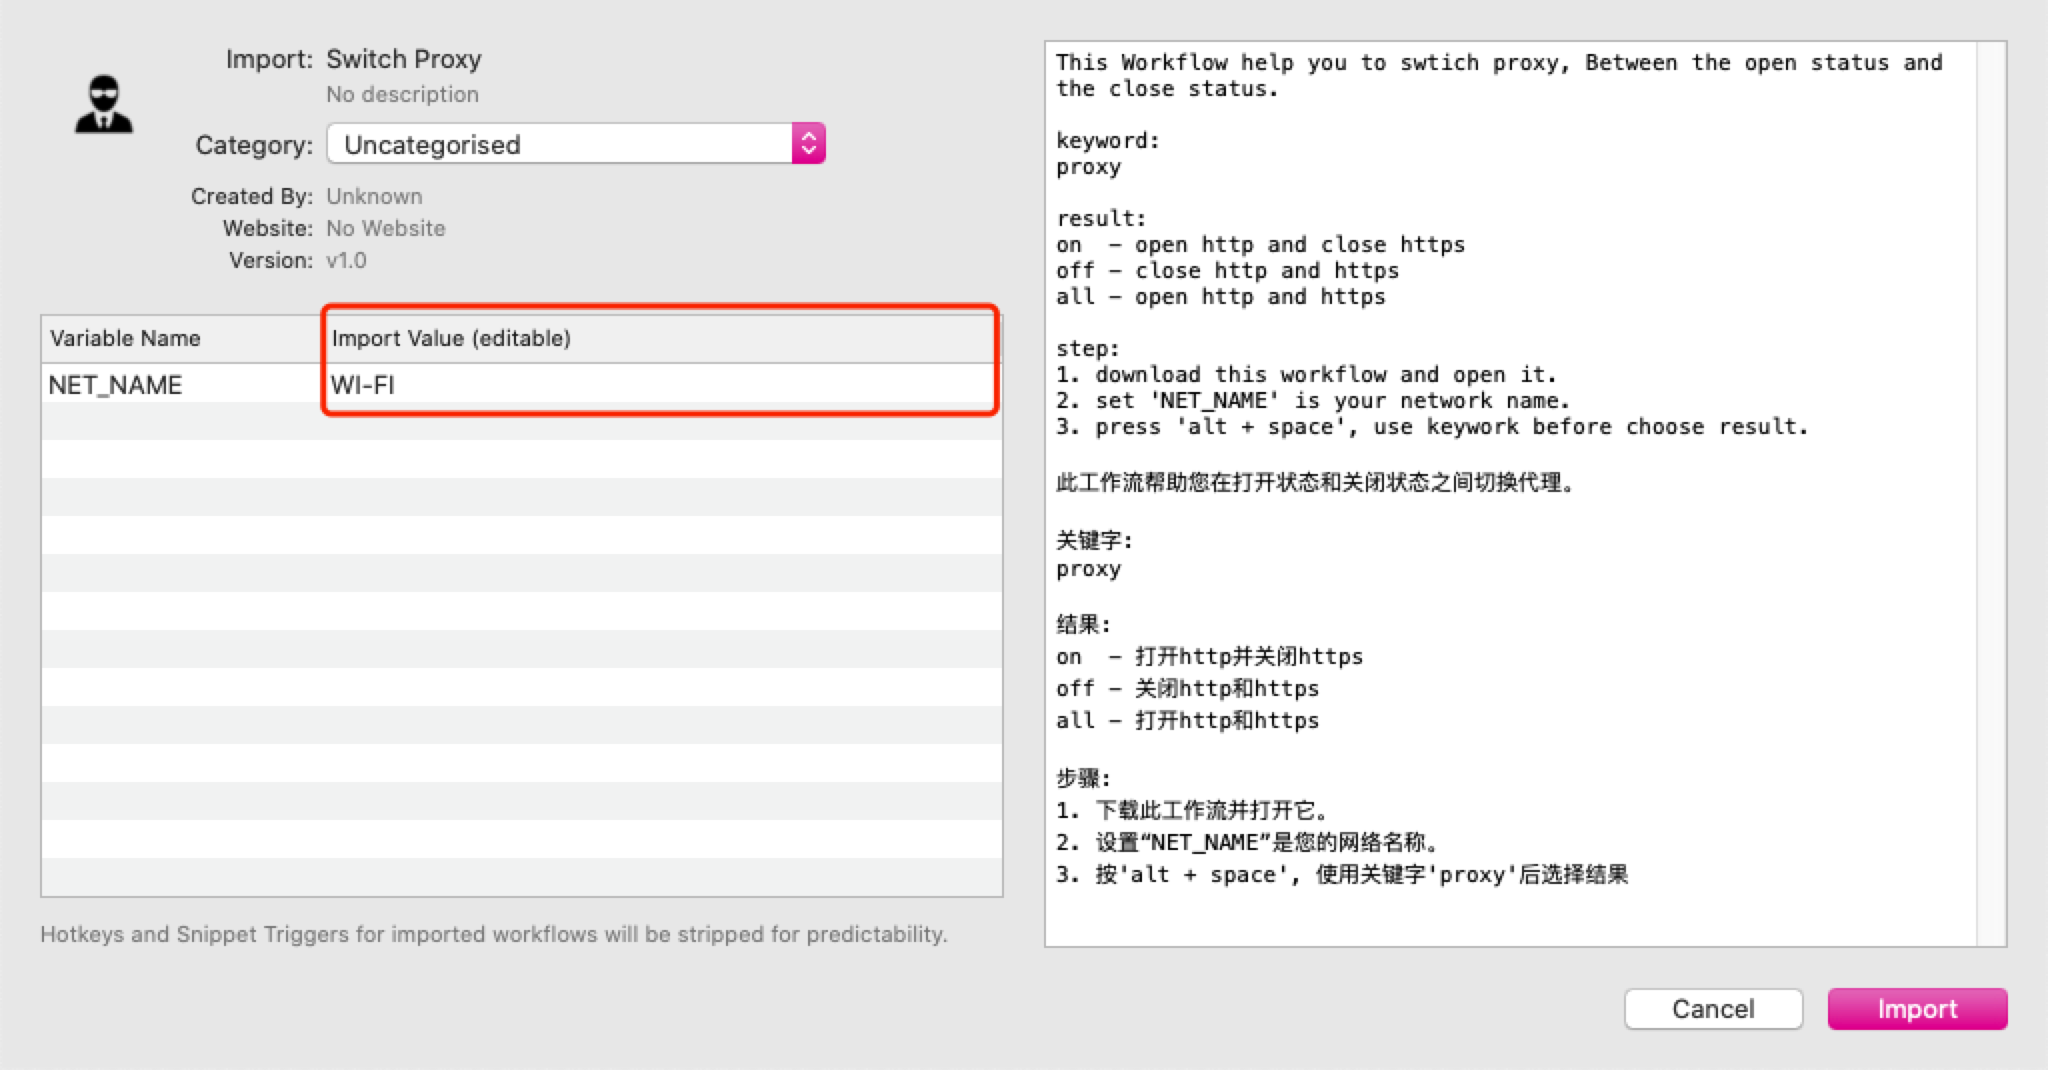 Import: Switch Proxy
No description
Category: Uncategorised
Created By: Unknown
Website: No Website
Version: v1.0
Variable Name Import Value (editable)
NET_NAME WI-FI
Hotkeys and Snippet Triggers for imported workflows will be stripped for predictability.
This Workflow help you to swtich proxy, Between the open status and
the close status.
keyword:
proxy
result:
on  – open http and close https
off – close http and https
all – open http and https
step:
1. download this workflow and open it.
2. set 'NET_NAME' is your network name.
3. press 'alt + space', use keywork before choose result.
此工作流帮助您在打开状态和关闭状态之间切换代理。
关键字:
proxy
结果:
on  – 打开http并关闭https
off – 关闭http和https
all – 打开http和https
步骤:
1. 下载此工作流并打开它。
2. 设置“NET_NAME”是您的网络名称。
3. 按'alt + space', 使用关键字'proxy'后选择结果
Cancel Import